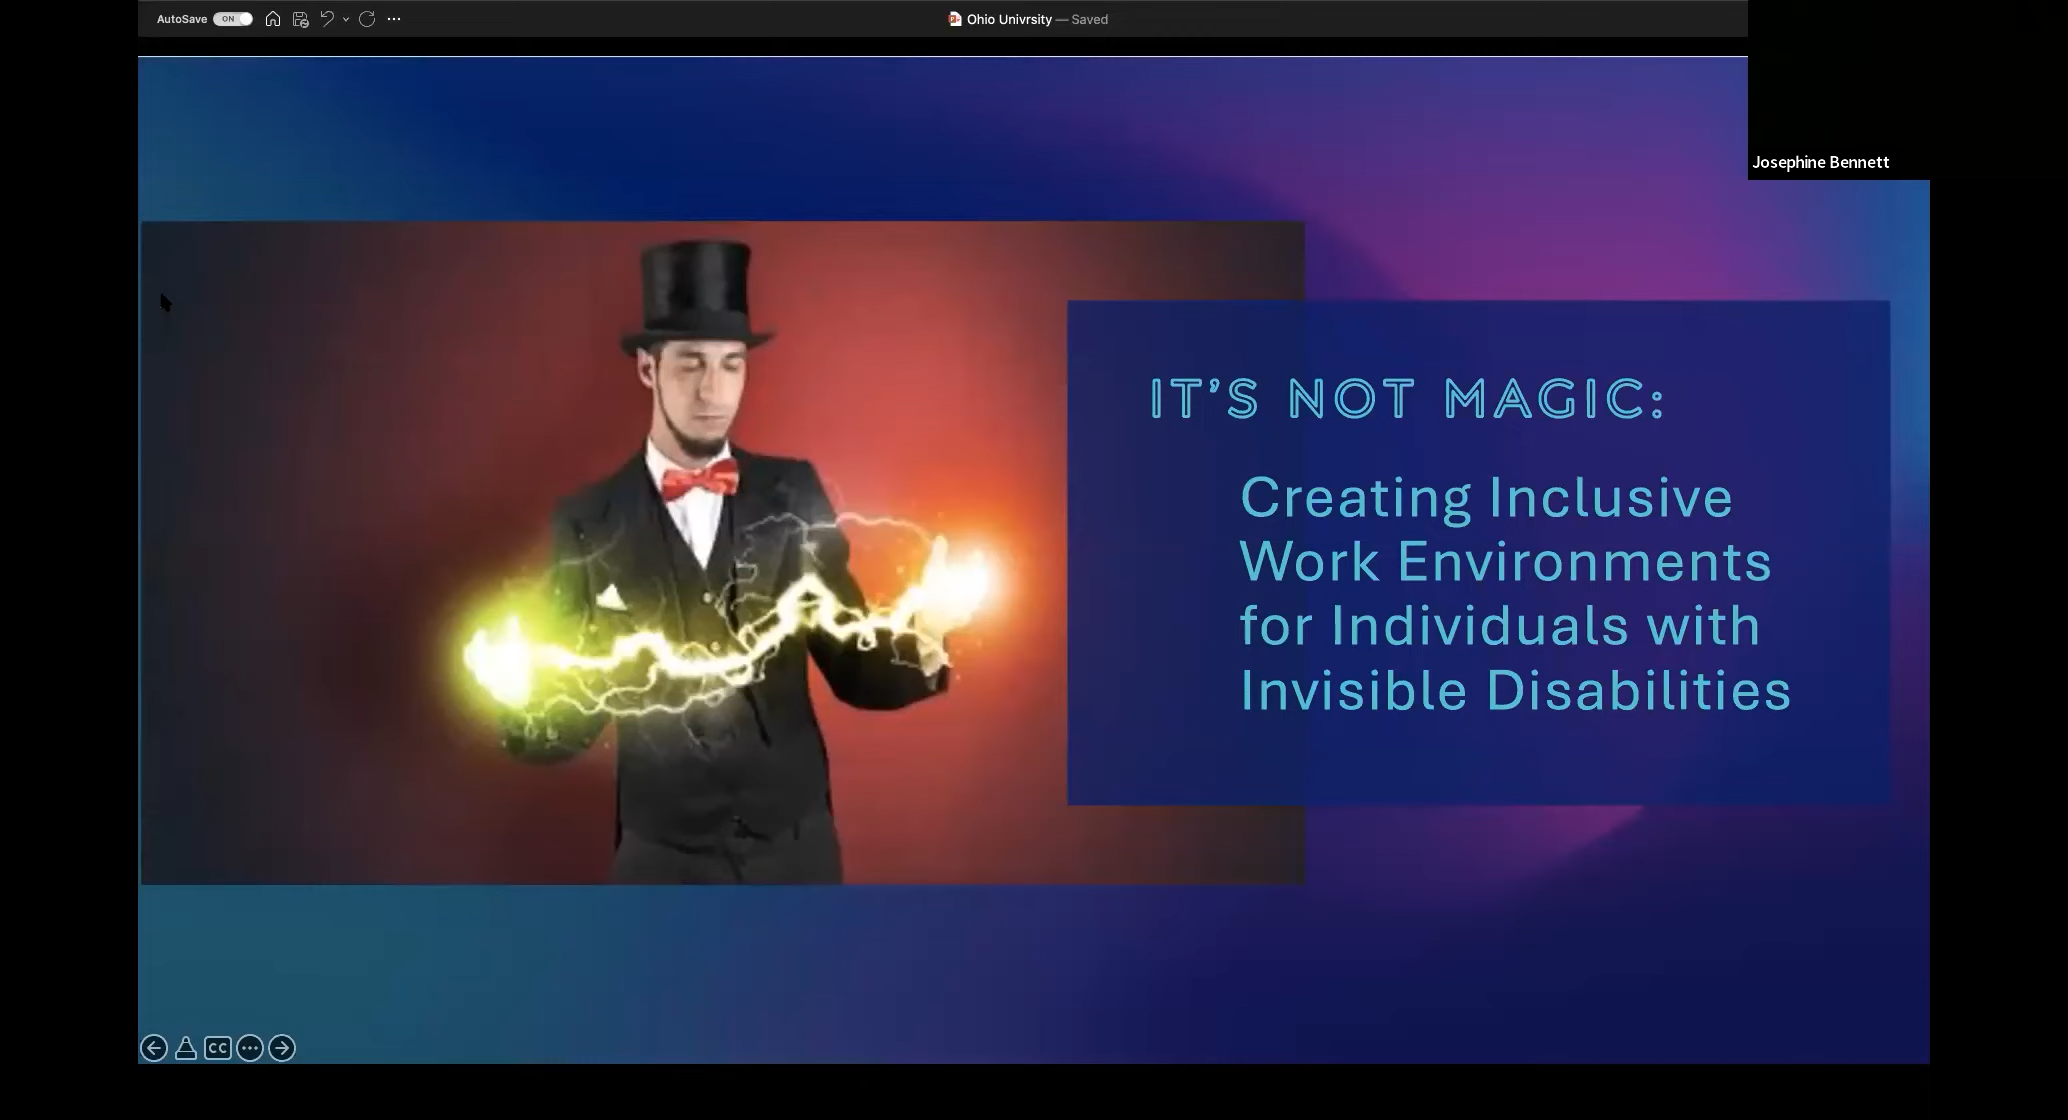 AutoSave ON
Ohio Univrsity — Saved
Josephine Bennett
IT'S NOT MAGIC:
Creating Inclusive
Work Environments
for Individuals with
Invisible Disabilities
CC